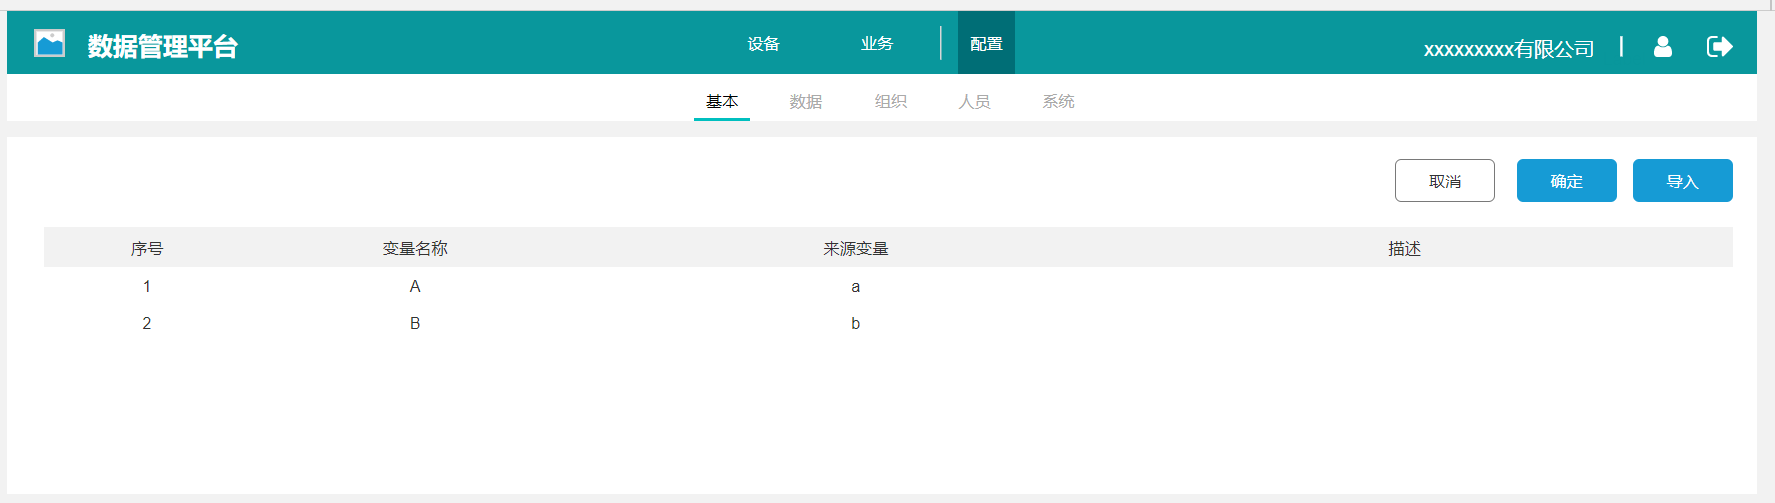 数据管理平台 设备 业务 配置 xxxxxxxxx有限公司
基本 数据 组织 人员 系统
取消 确定 导入
序号 变量名称 来源变量 描述
1 A a
2 B b